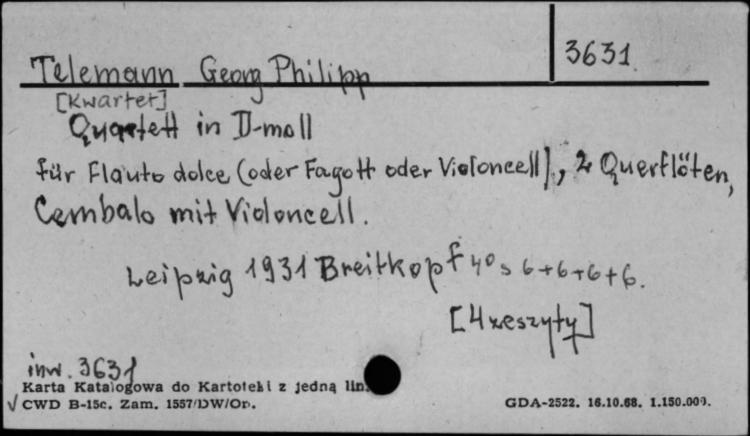 3631
Telemann Georg Philipp
[Kwartet]
Quartett in D-moll
für Flauto dolce (oder Fagott oder Violoncell), 2 Querflöten,
Cembalo mit Violoncell.
Leipzig 1931 Breitkopf 4° s 6+6+6+6.
[4 zeszyty]
inw. 3631
Karta Katalogowa do Kartoteki z jedną lin.
√ CWD B-15c. Zam. 1557/DW/Op.
GDA-2522. 16.10.68. 1.150.000.